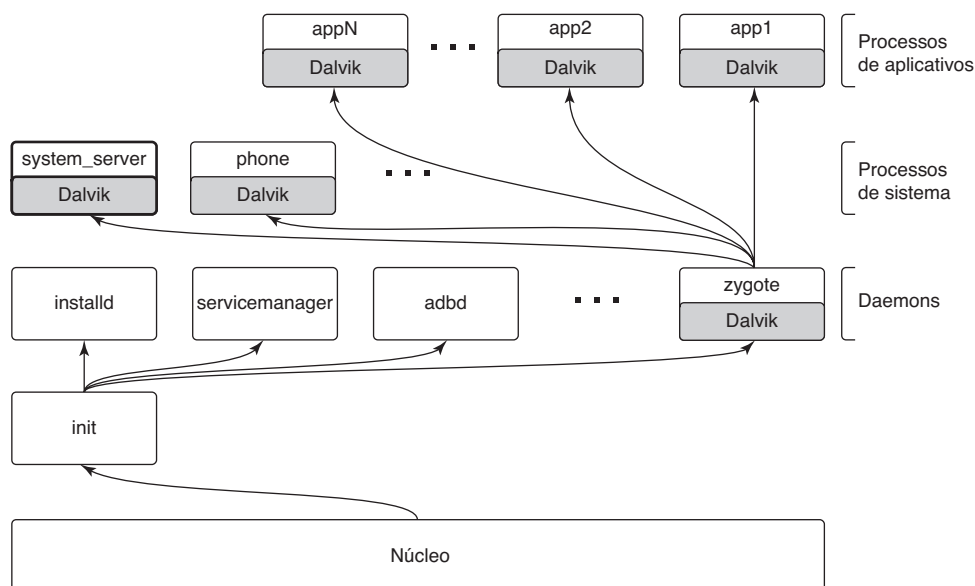 appN
Dalvik
app2
Dalvik
app1
Dalvik
Processos
de aplicativos
system_server
Dalvik
phone
Dalvik
Processos
de sistema
installd
servicemanager
adbd
zygote
Dalvik
Daemons
init
Núcleo